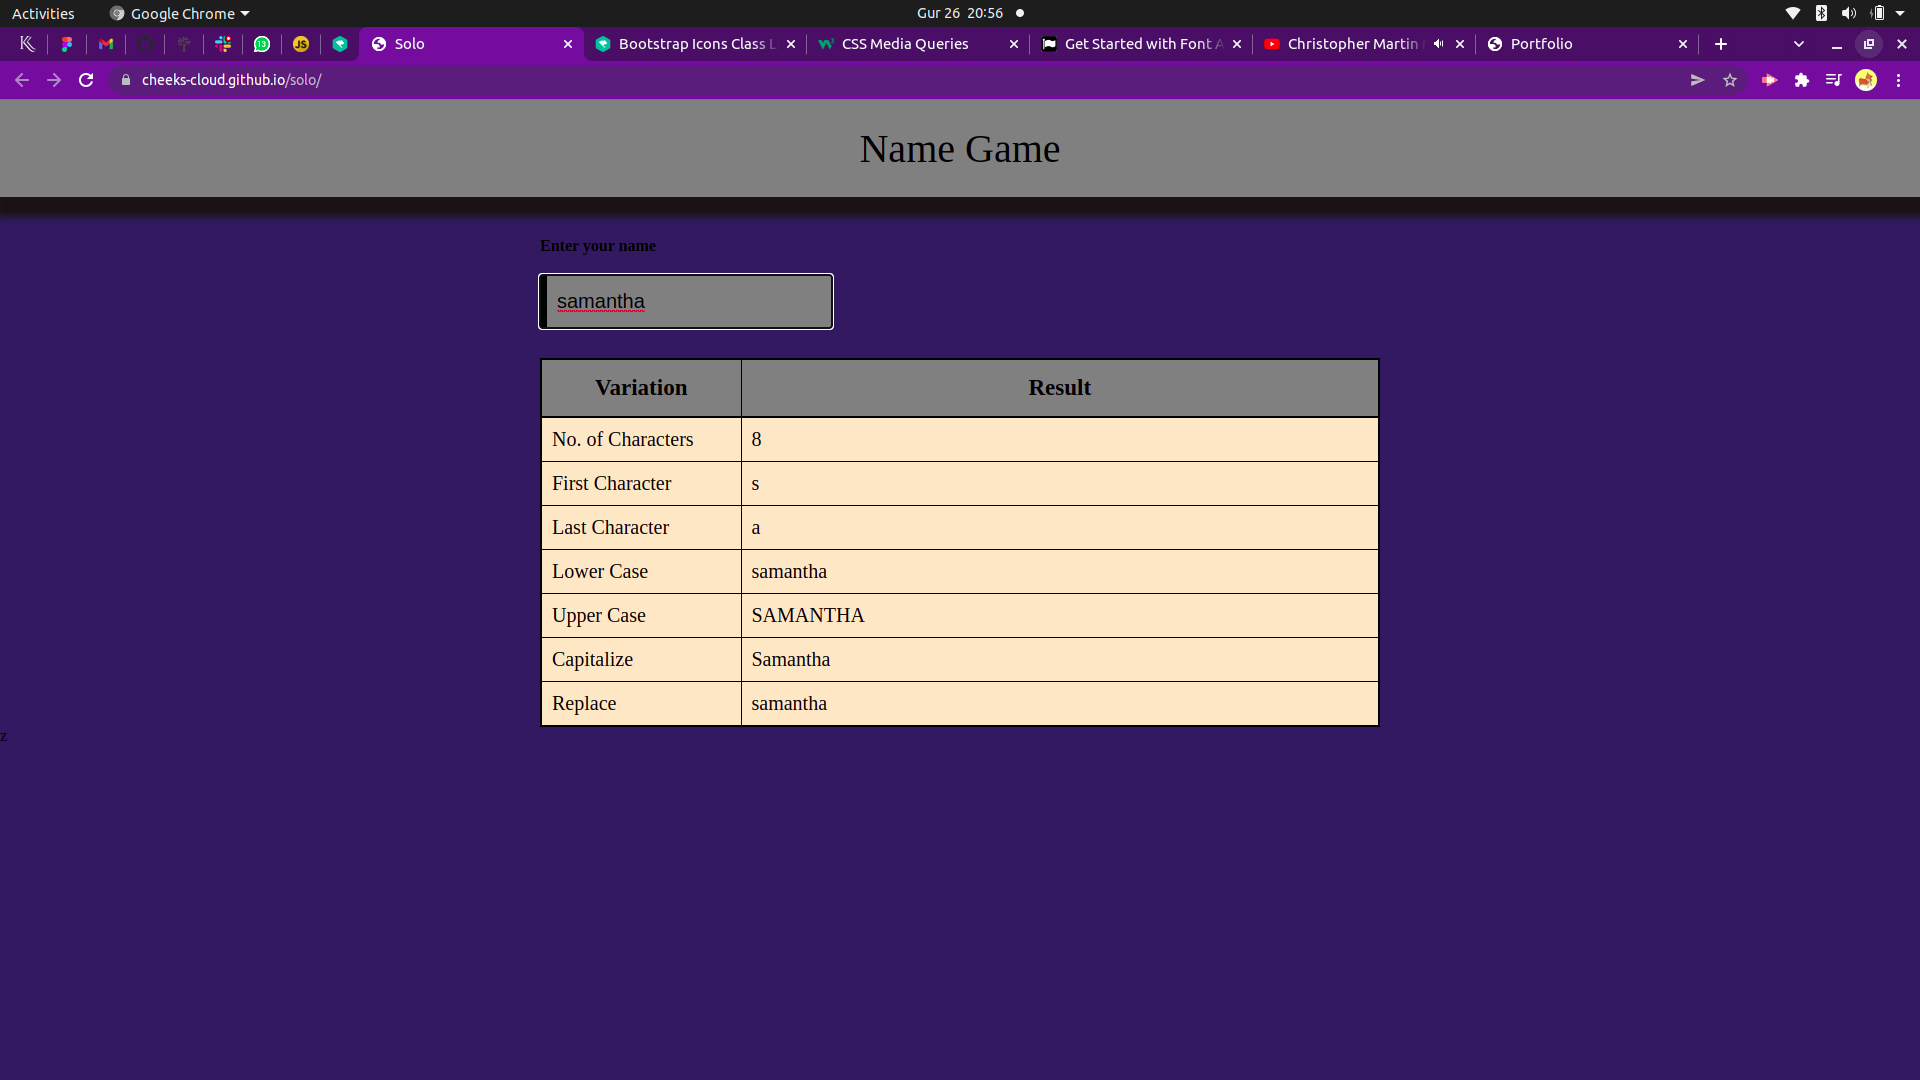 Activities Google Chrome Gur 26 20:56
13 JS Solo Bootstrap Icons Class L CSS Media Queries Get Started with Font A Christopher Martin Portfolio
cheeks-cloud.github.io/solo/
Name Game
Enter your name
samantha
Variation Result
No. of Characters 8
First Character s
Last Character a
Lower Case samantha
Upper Case SAMANTHA
Capitalize Samantha
Replace samantha
z